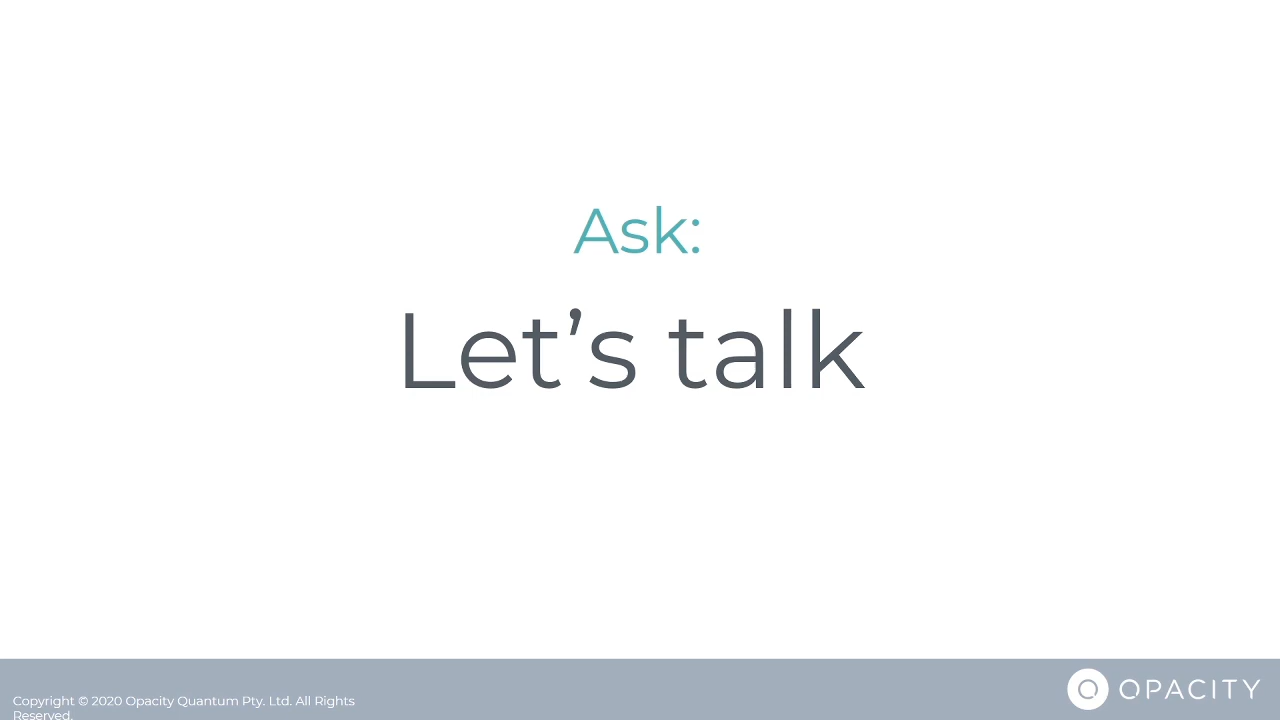 Ask:
Let’s talk
Copyright © 2020 Opacity Quantum Pty. Ltd. All Rights
Reserved.
OPACITY